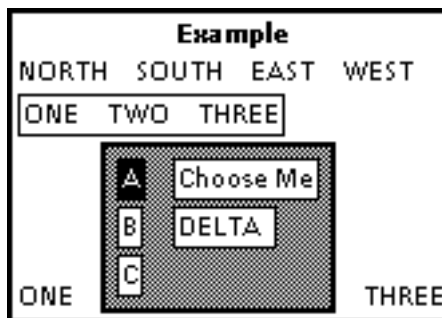 Example
NORTH SOUTH EAST WEST
ONE TWO THREE
A Choose Me
B DELTA
C
ONE THREE